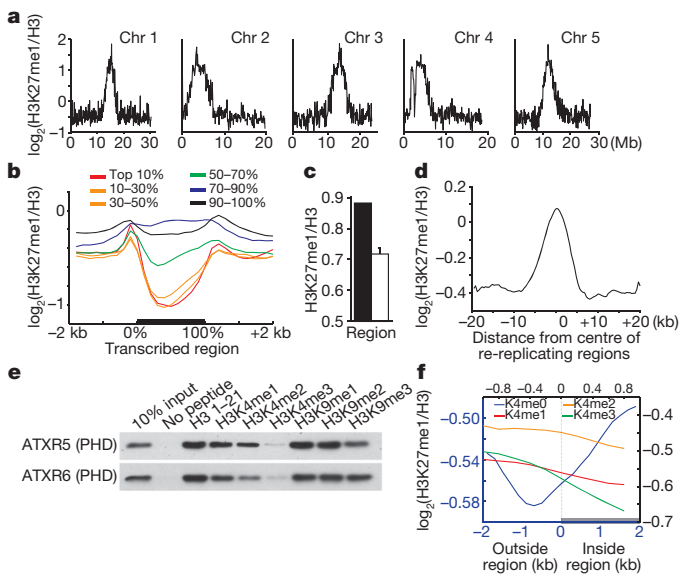 a
Chr 1
Chr 2
Chr 3
Chr 4
Chr 5
log2(H3K27me1/H3)
2
1
0
−1
0 10 20 30
0 10 20
0 10 20
0 10 20
0 10 20 30 (Mb)
b
Top 10%
10–30%
30–50%
50–70%
70–90%
90–100%
log2(H3K27me1/H3)
0
−1
−2 kb 0% 100% +2 kb
Transcribed region
c
H3K27me1/H3
0.9
0.8
0.7
0.6
0.5
Region
d
log2(H3K27me1/H3)
0.2
0
−0.2
−0.4
−20 −10 0 +10 +20 (kb)
Distance from centre of
re-replicating regions
e
10% input
No peptide
H3 1–21
H3K4me1
H3K4me2
H3K4me3
H3K9me1
H3K9me2
H3K9me3
ATXR5 (PHD)
ATXR6 (PHD)
f
−0.8 −0.4 0 0.4 0.8
K4me0
K4me1
K4me2
K4me3
log2(H3K27me1/H3)
−0.50
−0.54
−0.58
−0.4
−0.5
−0.6
−0.7
−2 −1 0 1 2
Outside
region (kb)
Inside
region (kb)